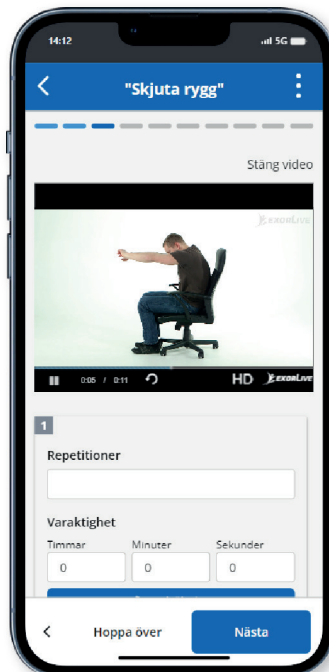 14:12
5G
"Skjuta rygg"
Stäng video
EXORLIVE
0:05 / 0:11
HD EXORLIVE
1
Repetitioner
Varaktighet
Timmar Minuter Sekunder
0 0 0
Hoppa över Nästa